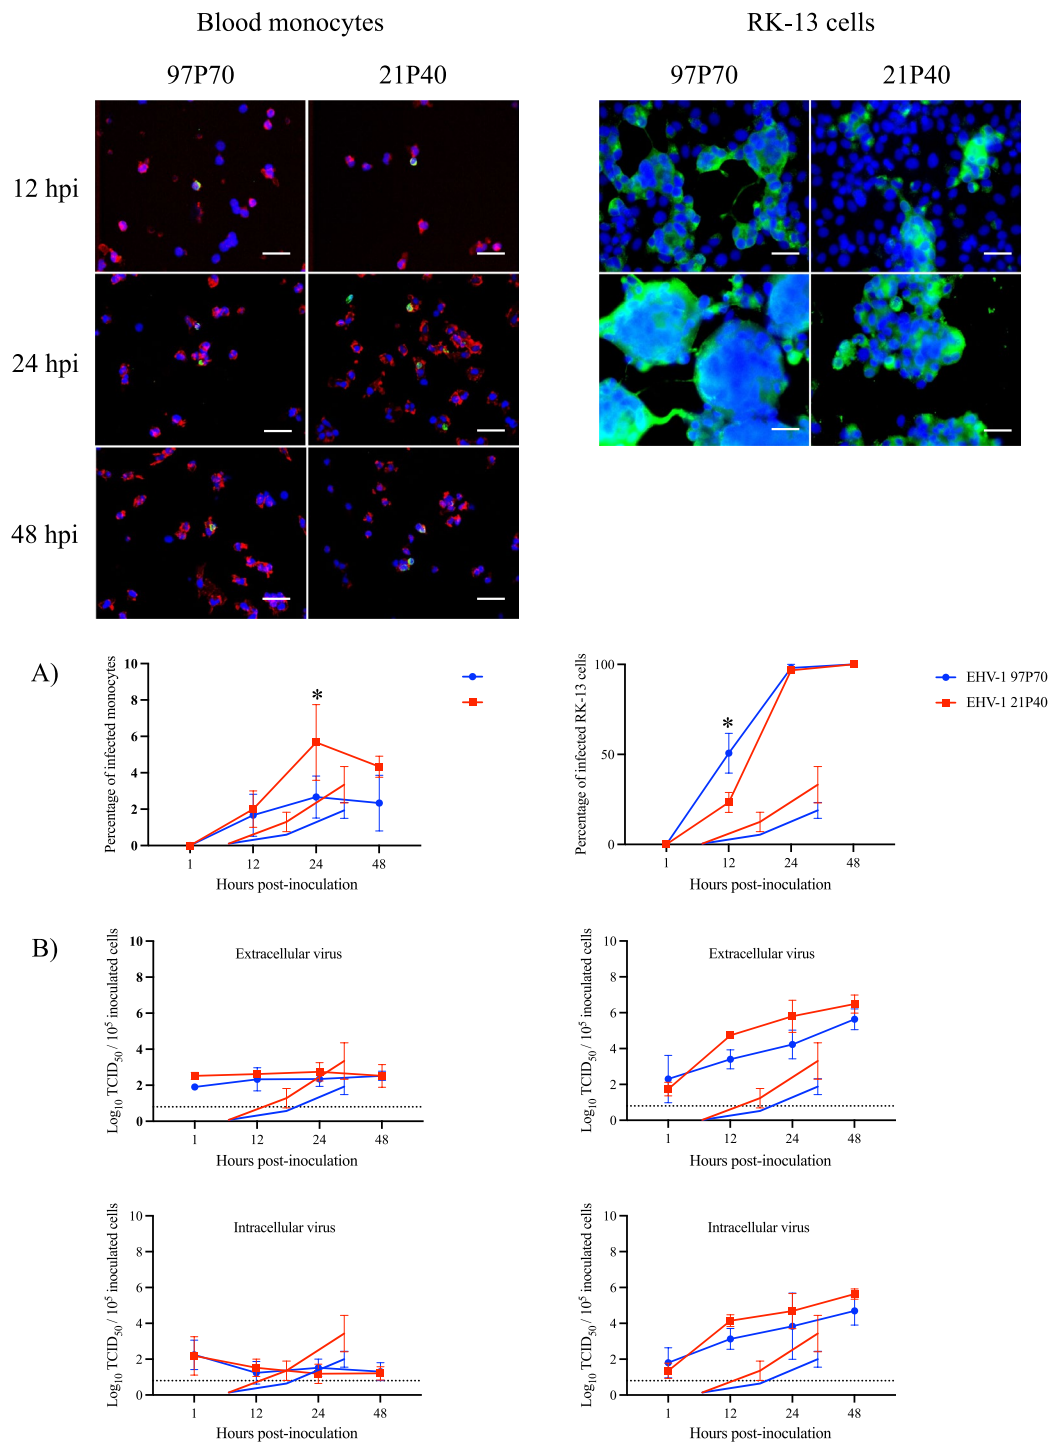 Blood monocytes
RK-13 cells
97P70
21P40
97P70
21P40
12 hpi
24 hpi
48 hpi
A)
Percentage of infected monocytes
10
8
6
4
2
0
*
1
12
24
48
Hours post-inoculation
Percentage of infected RK-13 cells
100
50
0
*
1
12
24
48
Hours post-inoculation
EHV-1 97P70
EHV-1 21P40
B)
Log10 TCID50 / 10^5 inoculated cells
10
8
6
4
2
0
Extracellular virus
1
12
24
48
Hours post-inoculation
Log10 TCID50 / 10^5 inoculated cells
10
8
6
4
2
0
Extracellular virus
1
12
24
48
Hours post-inoculation
Log10 TCID50 / 10^5 inoculated cells
10
8
6
4
2
0
Intracellular virus
1
12
24
48
Hours post-inoculation
Log10 TCID50 / 10^5 inoculated cells
10
8
6
4
2
0
Intracellular virus
1
12
24
48
Hours post-inoculation